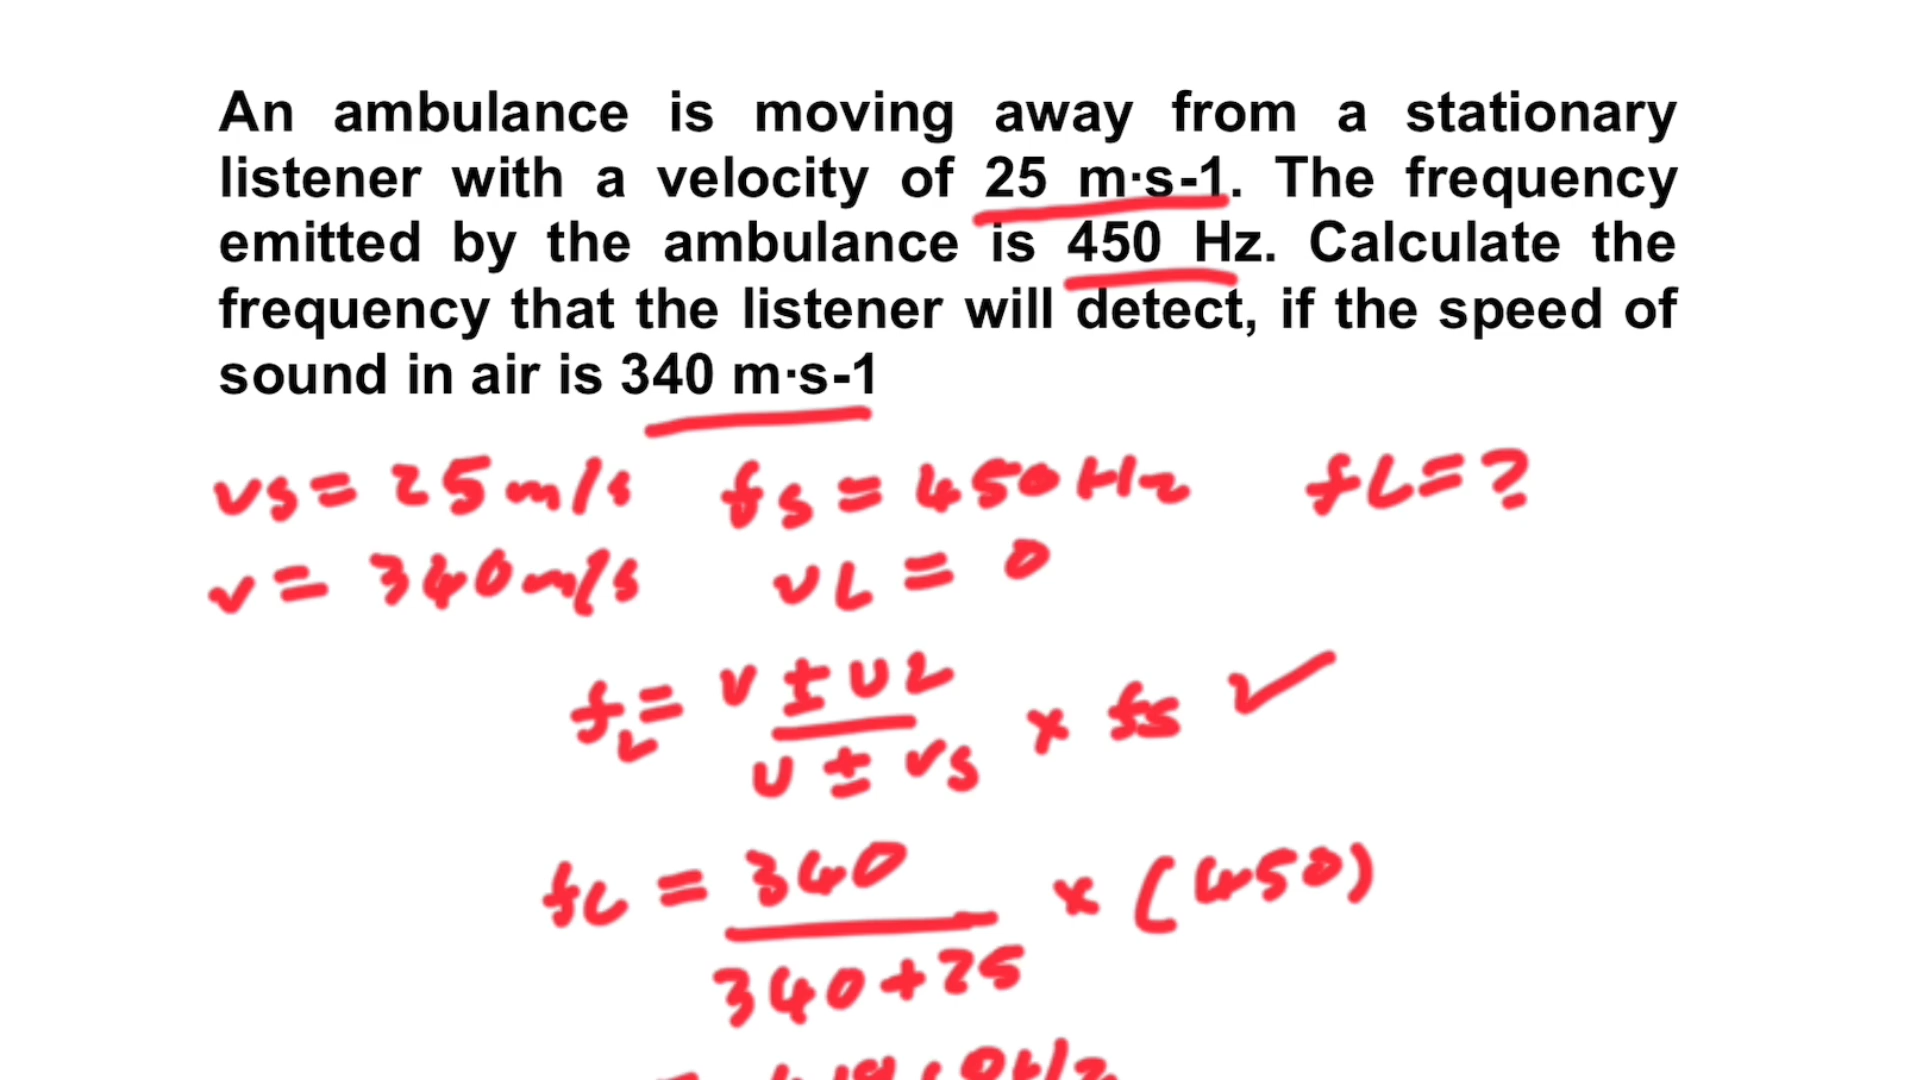 An ambulance is moving away from a stationary
listener with a velocity of 25 m·s-1. The frequency
emitted by the ambulance is 450 Hz. Calculate the
frequency that the listener will detect, if the speed of
sound in air is 340 m·s-1
vs = 25 m/s fs = 450 Hz fL = ?
v = 340 m/s vL = 0
fL = v ± vL
v ± vs × fs ✓
fL = 340 × (450)
340 + 25